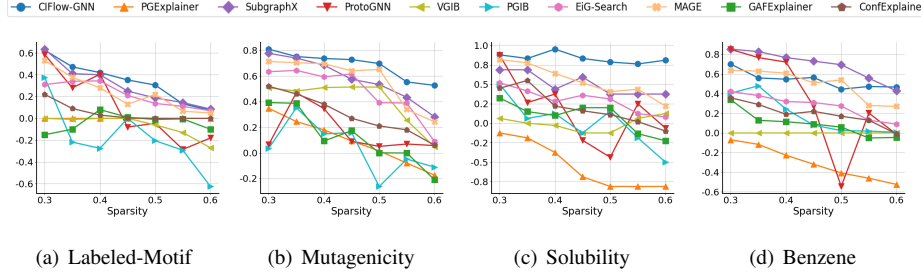 CIFlow-GNN PGExplainer SubgraphX ProtoGNN VGIB PGIB EiG-Search MAGE GAFExplainer ConfExplaine
0.6 0.4 0.2 0.0 -0.2 -0.4 -0.6
0.3 0.4 0.5 0.6
Sparsity
0.8 0.6 0.4 0.2 0.0 -0.2
0.3 0.4 0.5 0.6
Sparsity
1.0 0.8 0.5 0.2 0.0 -0.2 -0.5 -0.8
0.3 0.4 0.5 0.6
Sparsity
0.8 0.6 0.4 0.2 0.0 -0.2 -0.4 -0.6
0.3 0.4 0.5 0.6
Sparsity
(a) Labeled-Motif (b) Mutagenicity (c) Solubility (d) Benzene